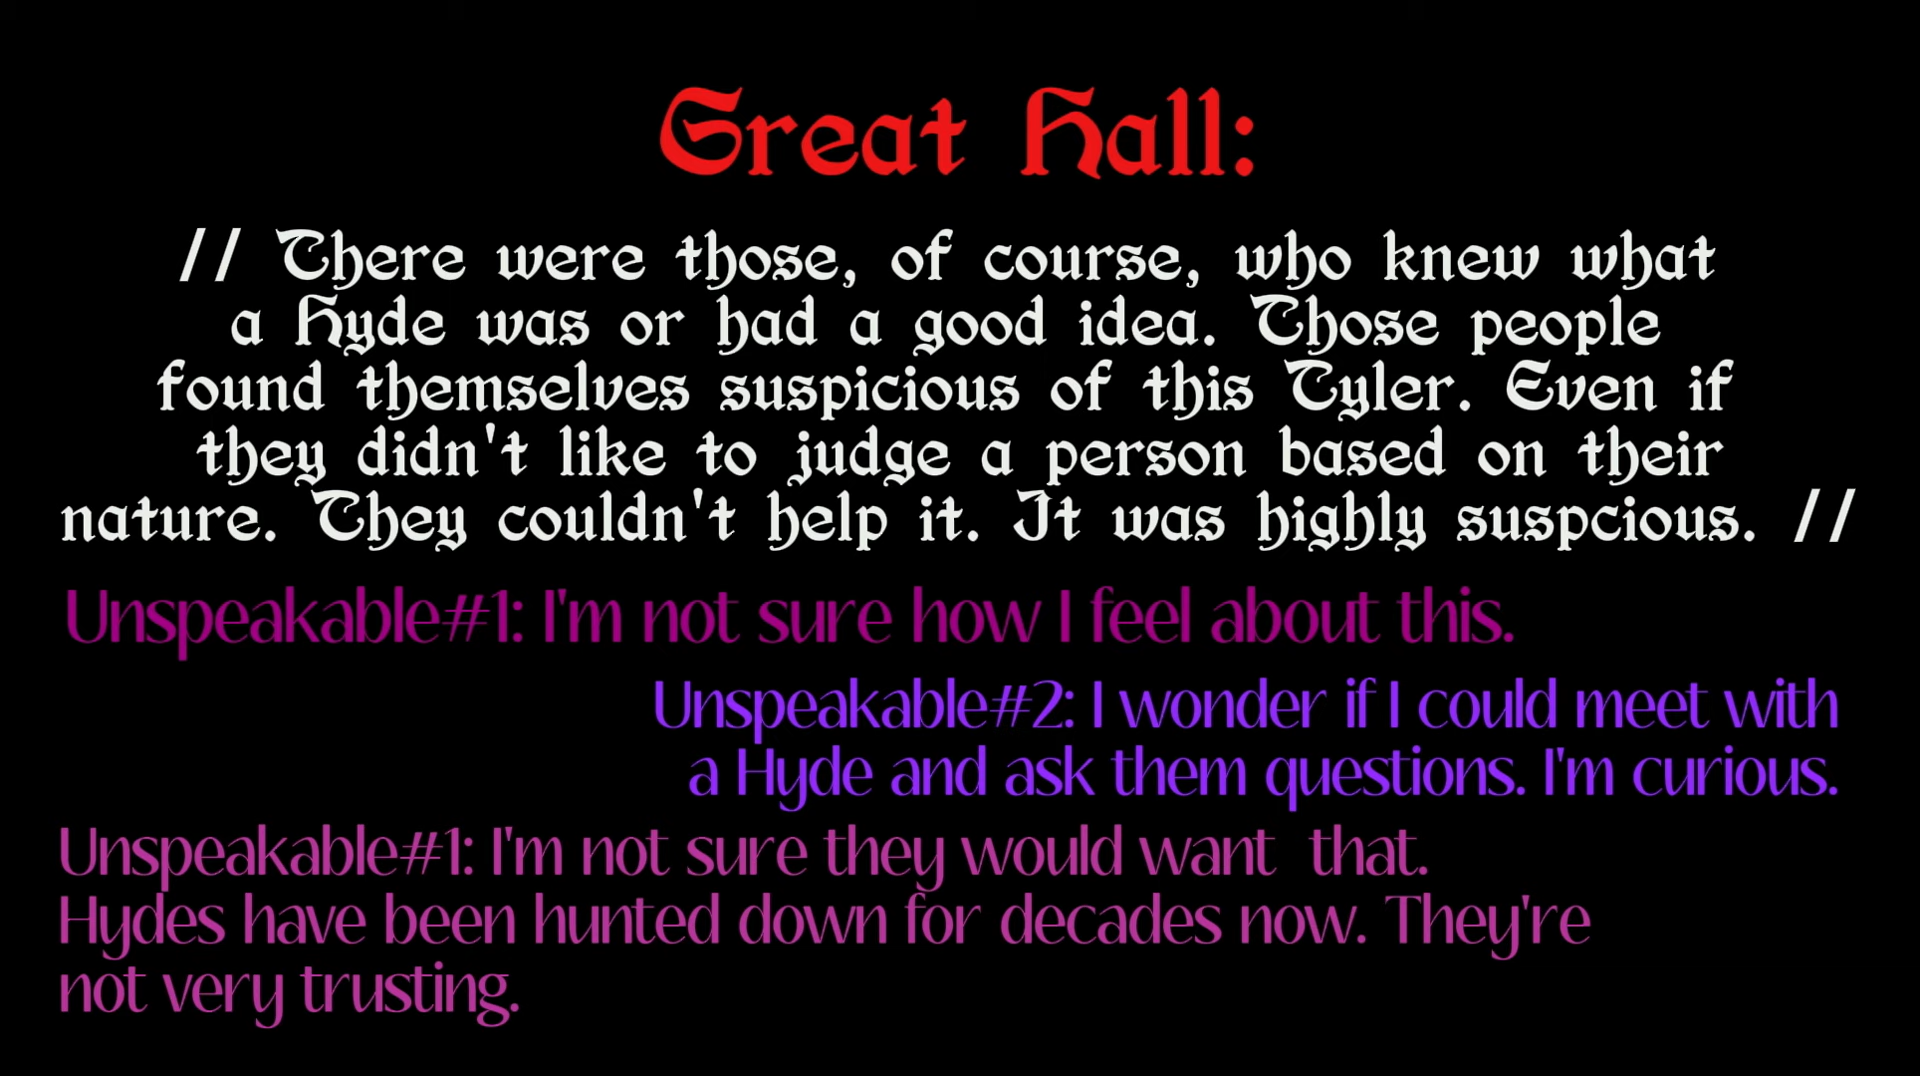 Great Hall:
// There were those, of course, who knew what
a Hyde was or had a good idea. Those people
found themselves suspicious of this Tyler. Even if
they didn't like to judge a person based on their
nature. They couldn't help it. It was highly suspcious. //
Unspeakable#1: I'm not sure how I feel about this.
Unspeakable#2: I wonder if I could meet with
a Hyde and ask them questions. I'm curious.
Unspeakable#1: I'm not sure they would want  that.
Hydes have been hunted down for decades now. They're
not very trusting.